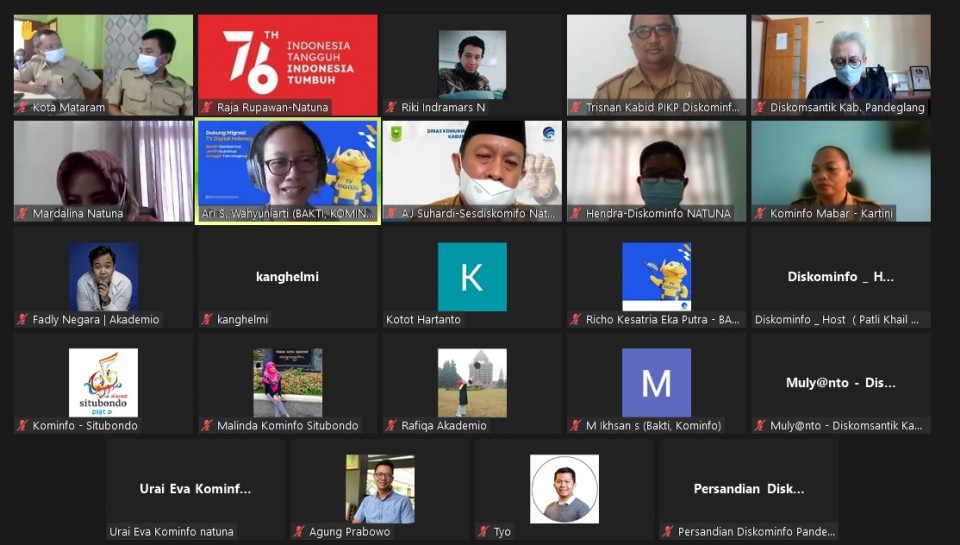 Kota Mataram
76TH
INDONESIA
TANGGUH
INDONESIA
TUMBUH
Raja Rupawan-Natuna
Riki Indramars N
Trisnan Kabid PIKP Diskominf...
Diskomsantik Kab. Pandeglang
Mardalina Natuna
Dukung Migrasi
TV Digital Indonesia
TV DIGITAL
Ari S. Wahyuniarti (BAKTI, KOMIN...
DINAS KOMUNI
KABUP
AJ Suhardi-Sesdiskomifo Nat...
Hendra-Diskominfo NATUNA
Kominfo Mabar - Kartini
Fadly Negara | Akademio
kanghelmi
kanghelmi
K
Kotot Hartanto
Richo Kesatria Eka Putra - BA...
Diskominfo _ H...
Diskominfo _ Host ( Patli Khail ...
situbondo
Kominfo - Situbondo
Malinda Kominfo Situbondo
Rafiqa Akademio
M
M Ikhsan s (Bakti, Kominfo)
Muly@nto - Dis...
Muly@nto - Diskomsantik Ka...
Urai Eva Kominf...
Urai Eva Kominfo natuna
Agung Prabowo
Tyo
Persandian Disk...
Persandian Diskominfo Pande...